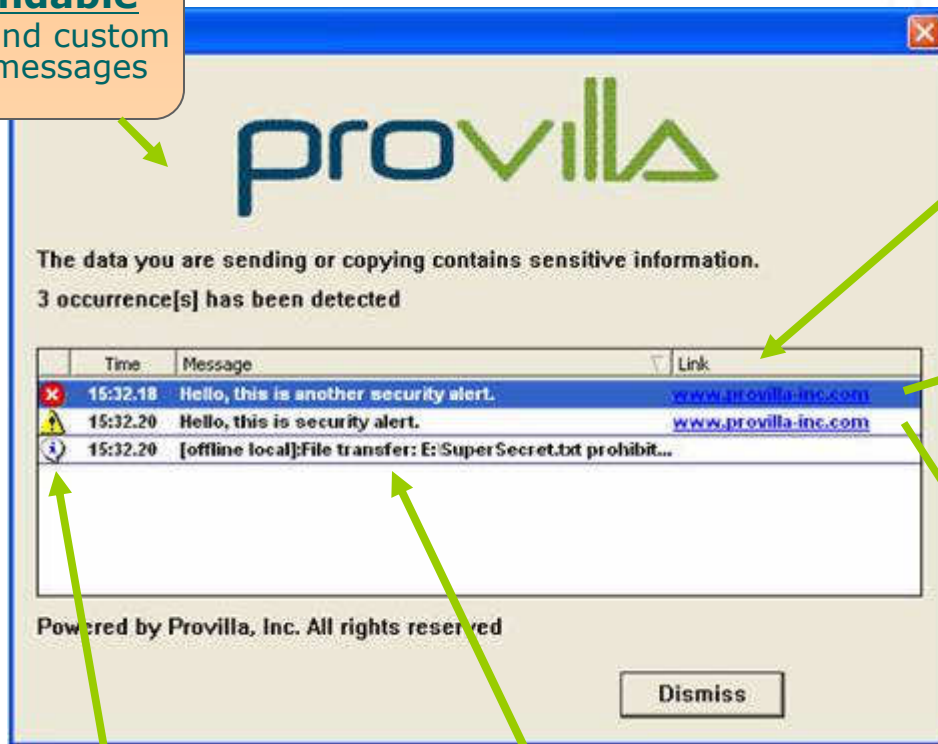 ndable
nd custom
messages
provilla
The data you are sending or copying contains sensitive information.
3 occurrence[s] has been detected
Time Message Link
15:32.18 Hello, this is another security alert. www.provilla-inc.com
15:32.20 Hello, this is security alert. www.provilla-inc.com
15:32.20 [offline local]:File transfer: E:\SuperSecret.txt prohibit...
Powered by Provilla, Inc. All rights reserved
Dismiss